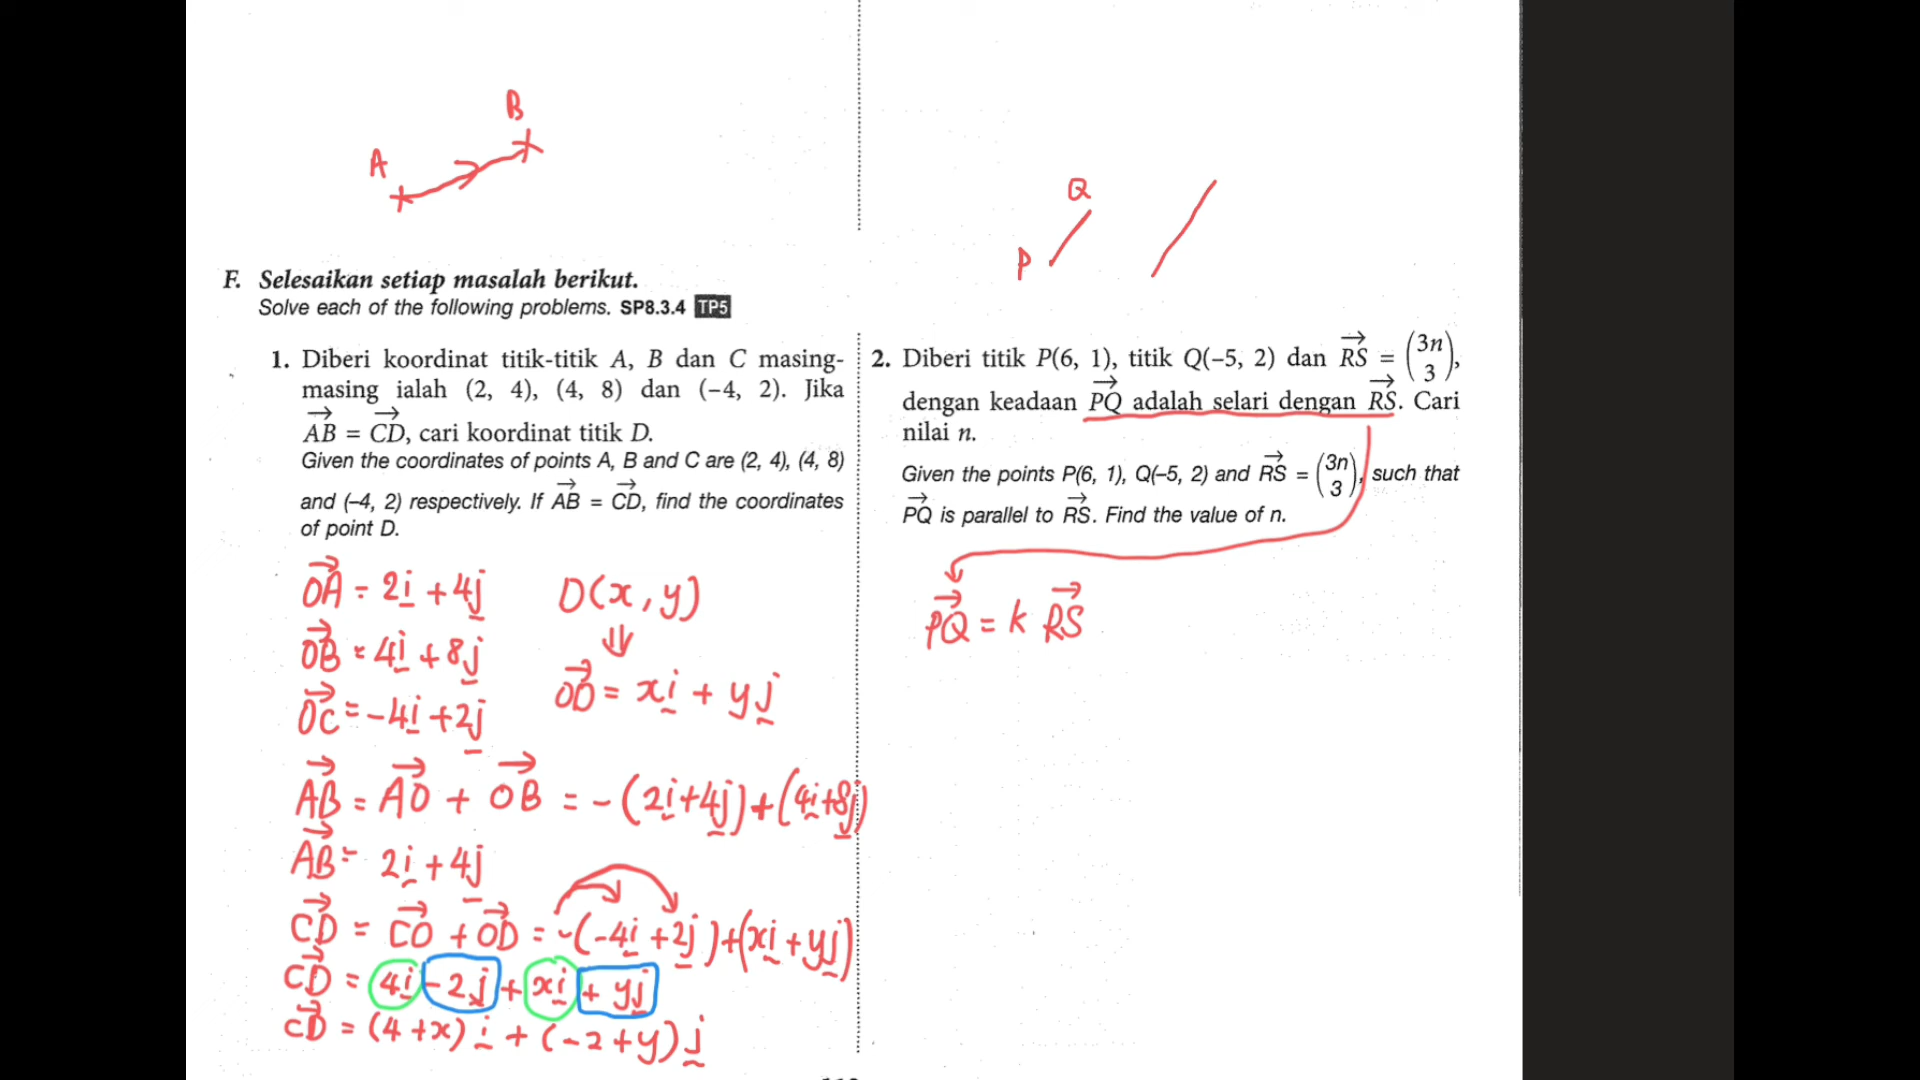 A
B
Q
P
F. Selesaikan setiap masalah berikut.
Solve each of the following problems. SP8.3.4 TP5
1. Diberi koordinat titik-titik A, B dan C masing-
masing ialah (2, 4), (4, 8) dan (−4, 2). Jika
→AB = →CD, cari koordinat titik D.
Given the coordinates of points A, B and C are (2, 4), (4, 8)
and (−4, 2) respectively. If →AB = →CD, find the coordinates
of point D.
→OA = 2i + 4j
→OB = 4i + 8j
→OC = -4i + 2j
D(x, y)
⇓
→OD = xi + yj
→AB = →AO + →OB = -(2i+4j)+(4i+8j)
→AB = 2i + 4j
→CD = →CO + →OD = -(-4i+2j)+(xi+yj)
→CD = 4i - 2j + xi + yj
→CD = (4+x)i + (-2+y)j
2. Diberi titik P(6, 1), titik Q(−5, 2) dan →RS = (3n 3),
dengan keadaan →PQ adalah selari dengan →RS. Cari
nilai n.
Given the points P(6, 1), Q(−5, 2) and →RS = (3n 3), such that
→PQ is parallel to →RS. Find the value of n.
→PQ = k →RS